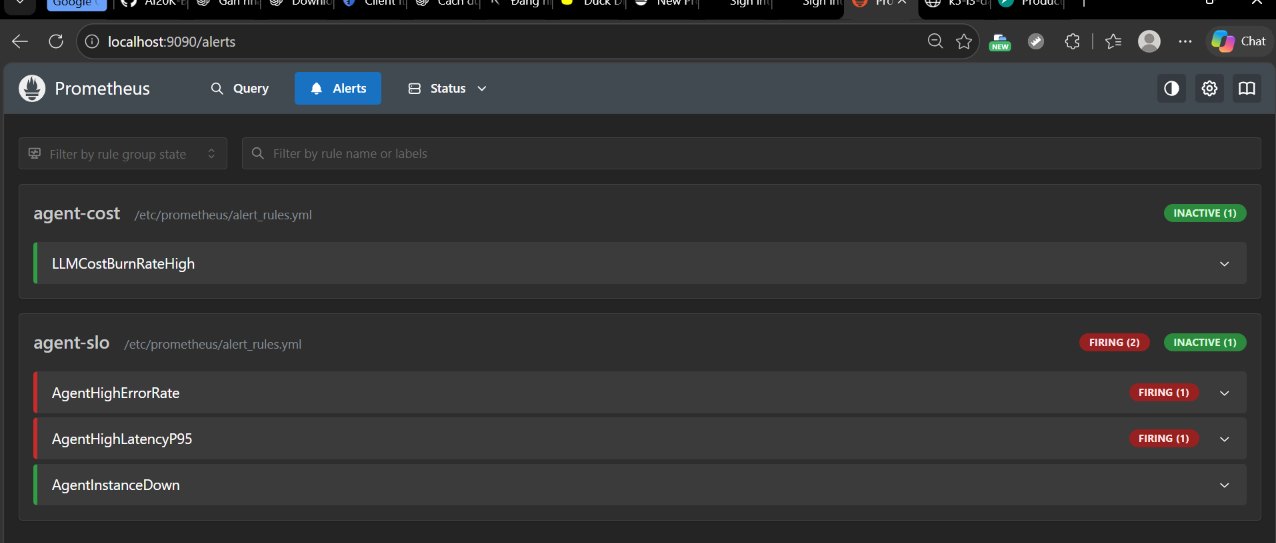 Google
localhost:9090/alerts
NEW
Chat
Prometheus
Query
Alerts
Status
Filter by rule group state
Filter by rule name or labels
agent-cost /etc/prometheus/alert_rules.yml INACTIVE (1)
LLMCostBurnRateHigh
agent-slo /etc/prometheus/alert_rules.yml FIRING (2) INACTIVE (1)
AgentHighErrorRate FIRING (1)
AgentHighLatencyP95 FIRING (1)
AgentInstanceDown